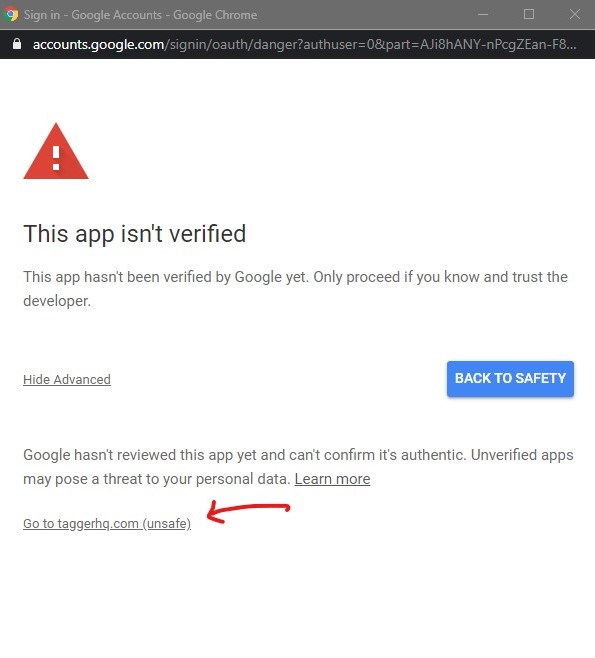 Sign in - Google Accounts - Google Chrome
accounts.google.com/signin/oauth/danger?authuser=0&part=AJi8hANY-nPcgZEan-F8...
This app isn't verified
This app hasn't been verified by Google yet. Only proceed if you know and trust the
developer.
Hide Advanced
BACK TO SAFETY
Google hasn't reviewed this app yet and can't confirm it's authentic. Unverified apps
may pose a threat to your personal data. Learn more
Go to taggerhq.com (unsafe)